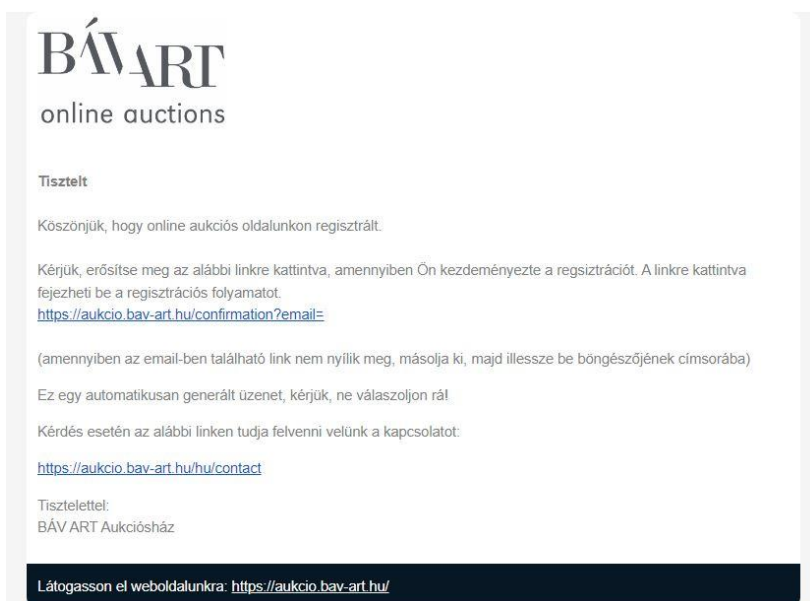 BÁV ART
online auctions
Tisztelt
Köszönjük, hogy online aukciós oldalunkon regisztrált.
Kérjük, erősítse meg az alábbi linkre kattintva, amennyiben Ön kezdeményezte a regsiztrációt. A linkre kattintva
fejezheti be a regisztrációs folyamatot.
https://aukcio.bav-art.hu/confirmation?email=
(amennyiben az email-ben található link nem nyílik meg, másolja ki, majd illessze be böngészőjének címsorába)
Ez egy automatikusan generált üzenet, kérjük, ne válaszoljon rá!
Kérdés esetén az alábbi linken tudja felvenni velünk a kapcsolatot:
https://aukcio.bav-art.hu/hu/contact
Tisztelettel:
BÁV ART Aukciósház
Látogasson el weboldalunkra: https://aukcio.bav-art.hu/